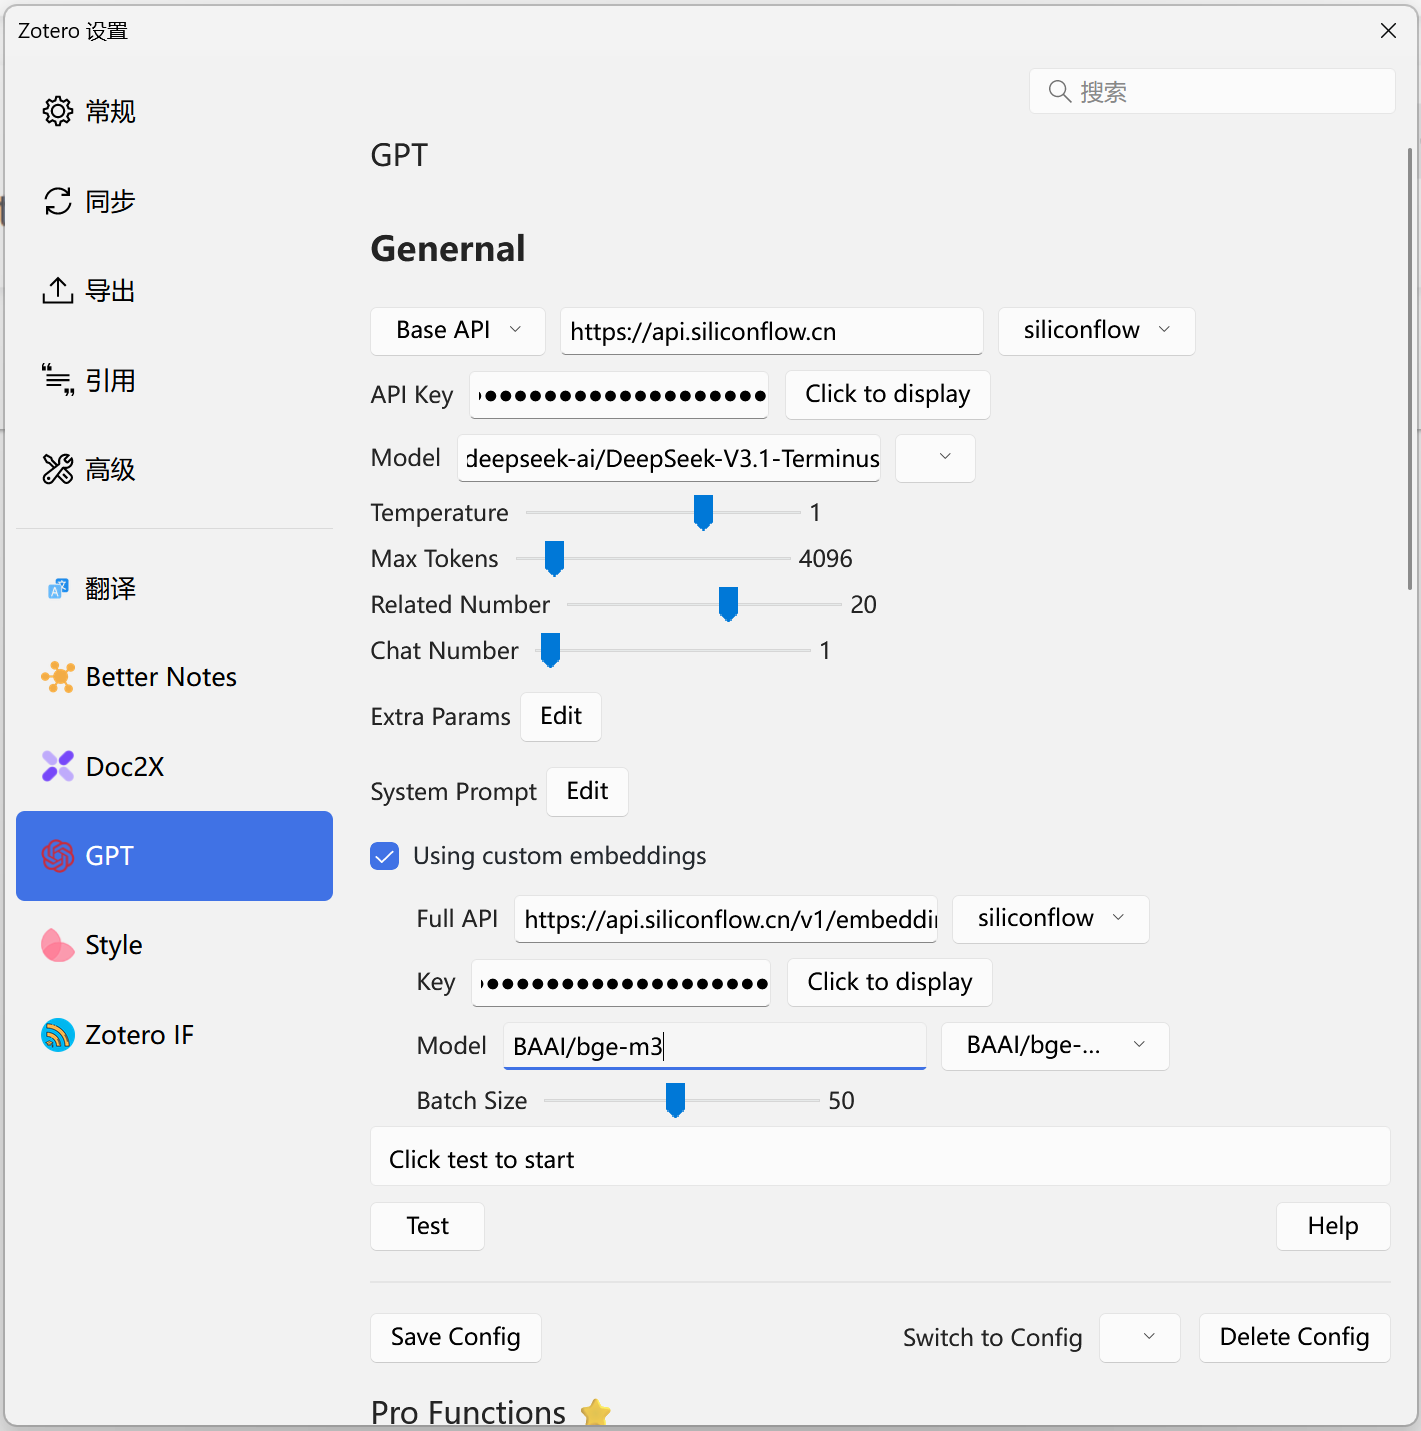 Zotero 设置
搜索
常规
同步
导出
引用
高级
翻译
Better Notes
Doc2X
GPT
Style
Zotero IF
GPT
Genernal
Base API https://api.siliconflow.cn siliconflow
API Key Click to display
Model deepseek-ai/DeepSeek-V3.1-Terminus
Temperature 1
Max Tokens 4096
Related Number 20
Chat Number 1
Extra Params Edit
System Prompt Edit
Using custom embeddings
Full API https://api.siliconflow.cn/v1/embeddi siliconflow
Key Click to display
Model BAAI/bge-m3 BAAI/bge-...
Batch Size 50
Click test to start
Test Help
Save Config Switch to Config Delete Config
Pro Functions